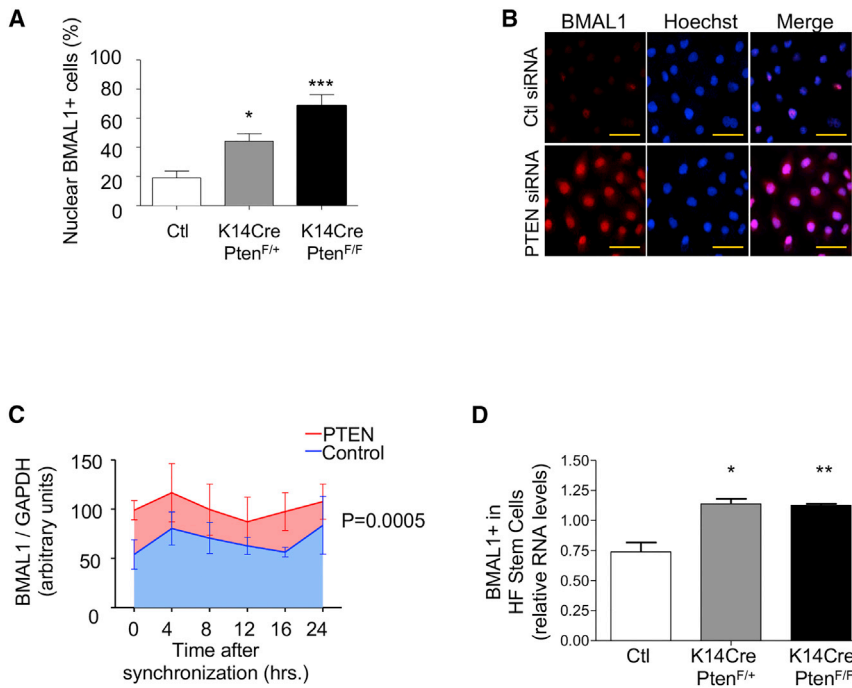 A
Nuclear BMAL1+ cells (%)
100
80
60
40
20
0
*
***
Ctl
K14Cre
Pten^F/+
K14Cre
Pten^F/F
B
BMAL1 Hoechst Merge
Ctl siRNA
PTEN siRNA
C
PTEN
Control
BMAL1 / GAPDH
(arbitrary units)
150
100
50
0
P=0.0005
0 4 8 12 16 24
Time after
synchronization (hrs.)
D
BMAL1+ in
HF Stem Cells
(relative RNA levels)
1.50
1.25
1.00
0.75
0.50
0.25
0.00
*
**
Ctl
K14Cre
Pten^F/+
K14Cre
Pten^F/F